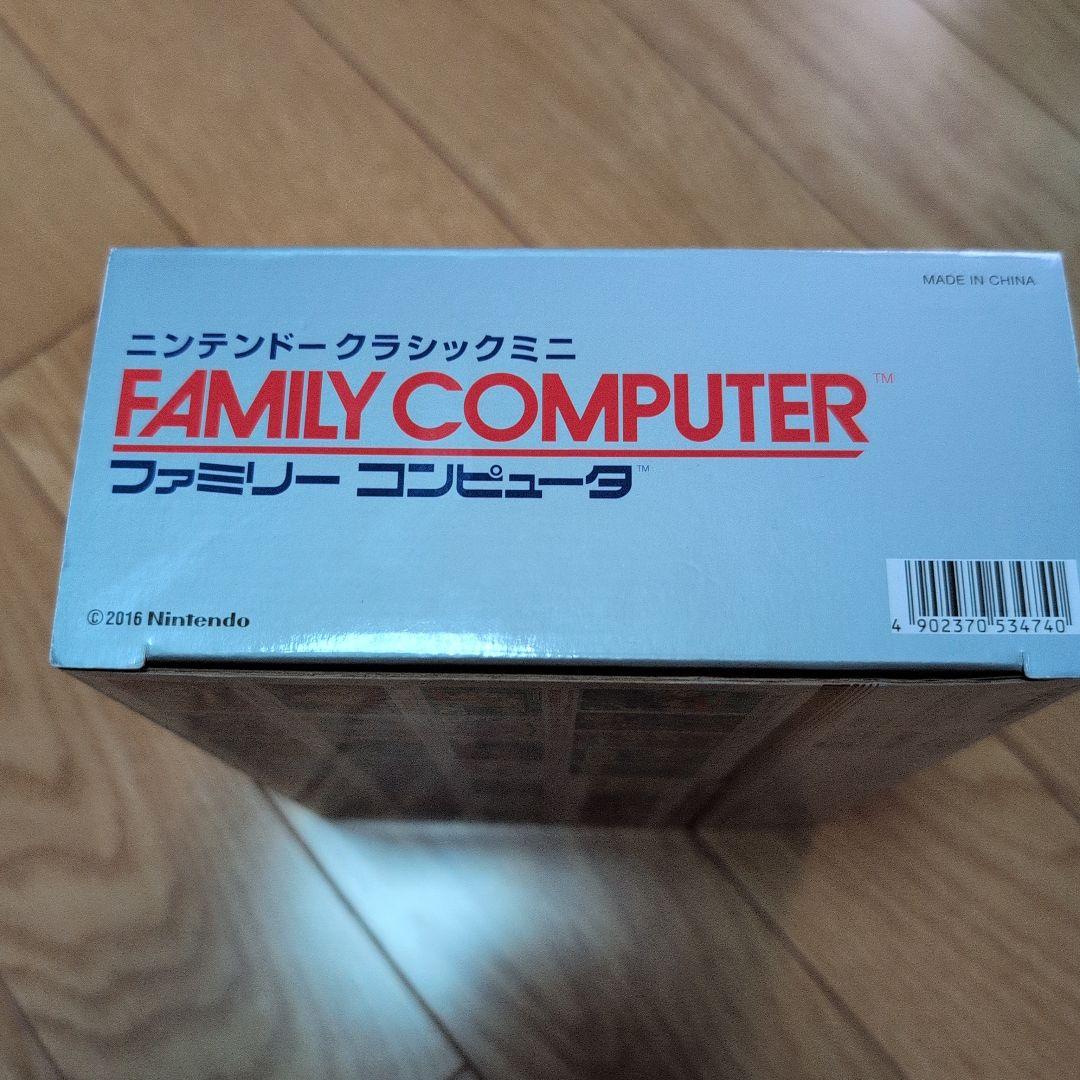 MADE IN CHINA
ニンテンドークラシックミニ
FAMILY COMPUTER™
ファミリー コンピュータ™
©2016 Nintendo
4 902370 534740